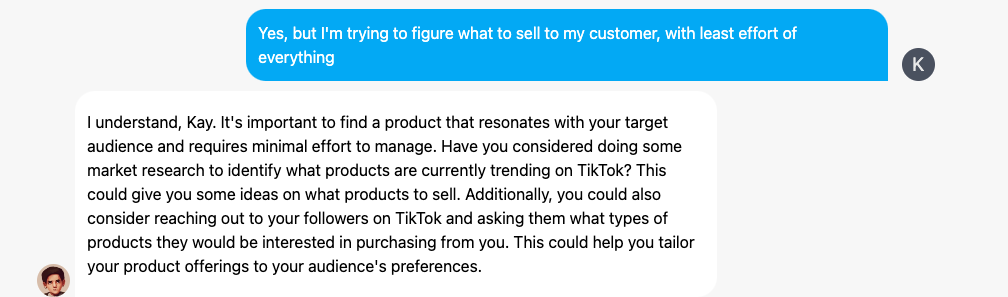 Yes, but I'm trying to figure what to sell to my customer, with least effort of
everything
K
I understand, Kay. It's important to find a product that resonates with your target
audience and requires minimal effort to manage. Have you considered doing some
market research to identify what products are currently trending on TikTok? This
could give you some ideas on what products to sell. Additionally, you could also
consider reaching out to your followers on TikTok and asking them what types of
products they would be interested in purchasing from you. This could help you tailor
your product offerings to your audience's preferences.